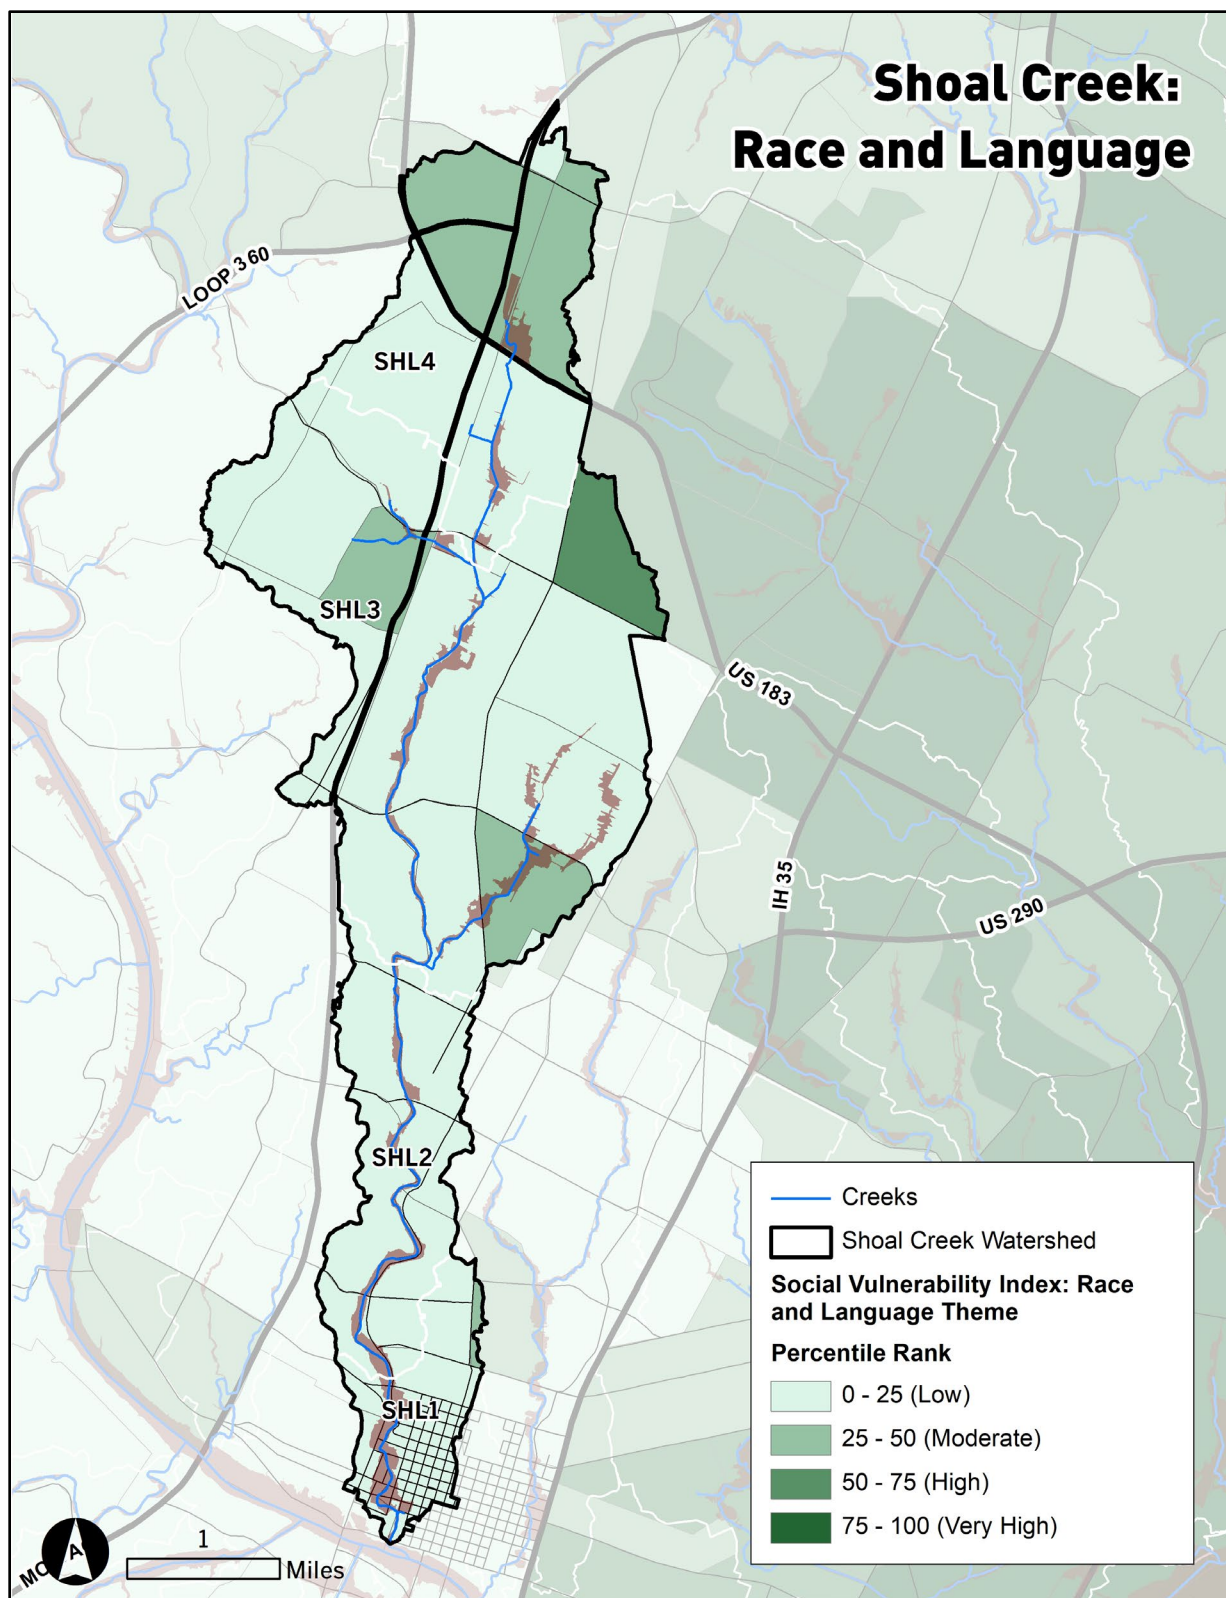 Shoal Creek:
Race and Language
LOOP 360
SHL4
SHL3
US 183
IH 35
US 290
SHL2
SHL1
Creeks
Shoal Creek Watershed
Social Vulnerability Index: Race
and Language Theme
Percentile Rank
0 - 25 (Low)
25 - 50 (Moderate)
50 - 75 (High)
75 - 100 (Very High)
A
1
Miles